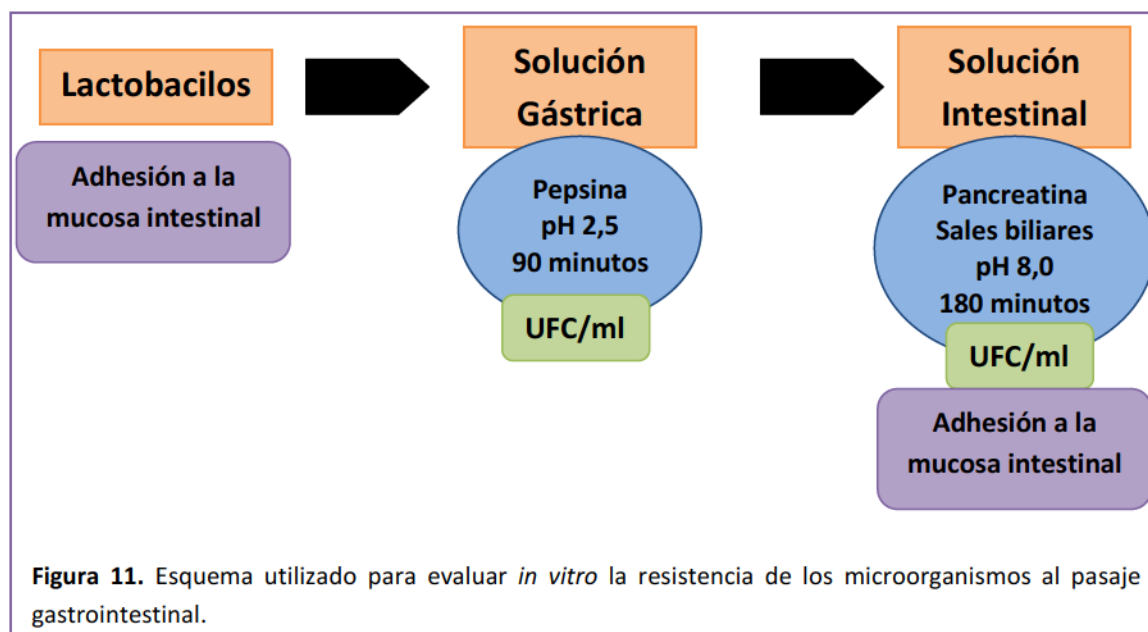 Lactobacilos
Adhesión a la
mucosa intestinal
Solución
Gástrica
Pepsina
pH 2,5
90 minutos
UFC/ml
Solución
Intestinal
Pancreatina
Sales biliares
pH 8,0
180 minutos
UFC/ml
Adhesión a la
mucosa intestinal
Figura 11. Esquema utilizado para evaluar in vitro la resistencia de los microorganismos al pasaje
gastrointestinal.